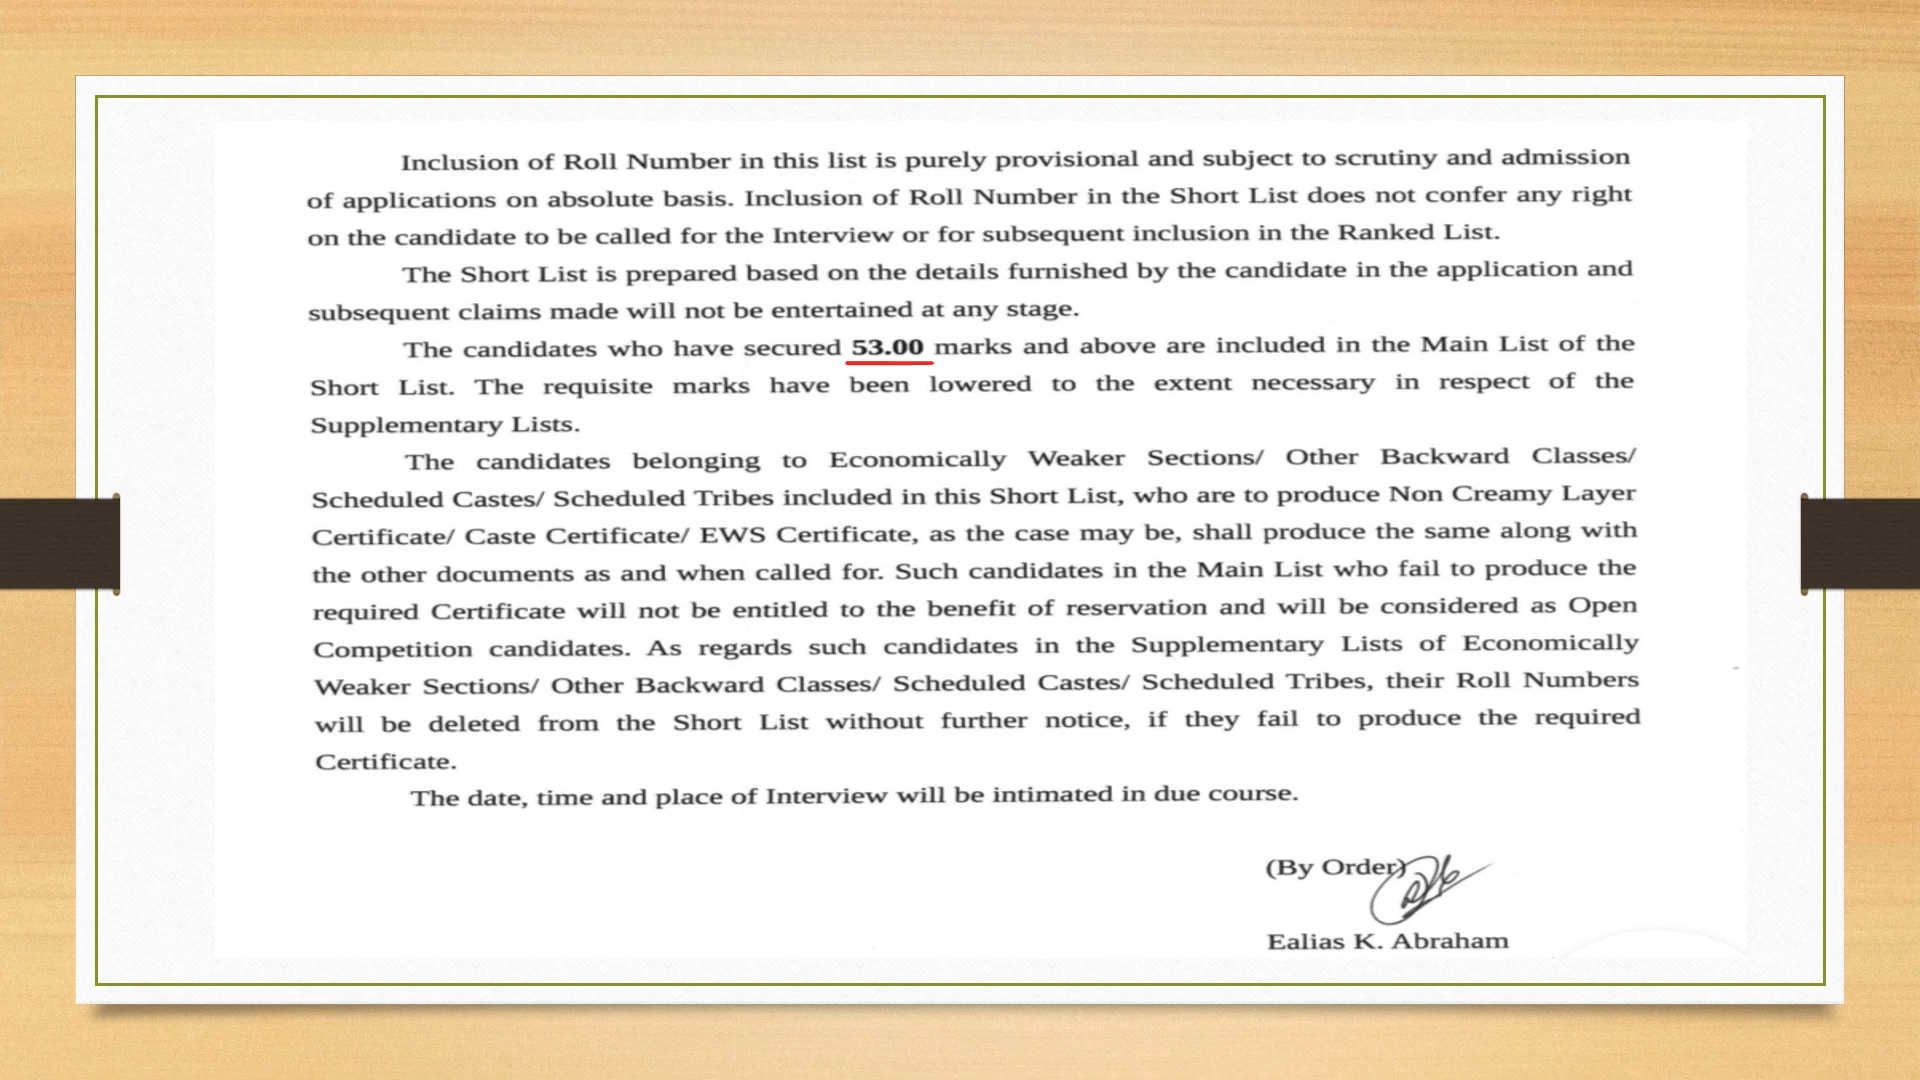 Inclusion of Roll Number in this list is purely provisional and subject to scrutiny and admission
of applications on absolute basis. Inclusion of Roll Number in the Short List does not confer any right
on the candidate to be called for the Interview or for subsequent inclusion in the Ranked List.
The Short List is prepared based on the details furnished by the candidate in the application and
subsequent claims made will not be entertained at any stage.
The candidates who have secured 53.00 marks and above are included in the Main List of the
Short List. The requisite marks have been lowered to the extent necessary in respect of the
Supplementary Lists.
The candidates belonging to Economically Weaker Sections/ Other Backward Classes/
Scheduled Castes/ Scheduled Tribes included in this Short List, who are to produce Non Creamy Layer
Certificate/ Caste Certificate/ EWS Certificate, as the case may be, shall produce the same along with
the other documents as and when called for. Such candidates in the Main List who fail to produce the
required Certificate will not be entitled to the benefit of reservation and will be considered as Open
Competition candidates. As regards such candidates in the Supplementary Lists of Economically
Weaker Sections/ Other Backward Classes/ Scheduled Castes/ Scheduled Tribes, their Roll Numbers
will be deleted from the Short List without further notice, if they fail to produce the required
Certificate.
The date, time and place of Interview will be intimated in due course.
(By Order)
Ealias K. Abraham